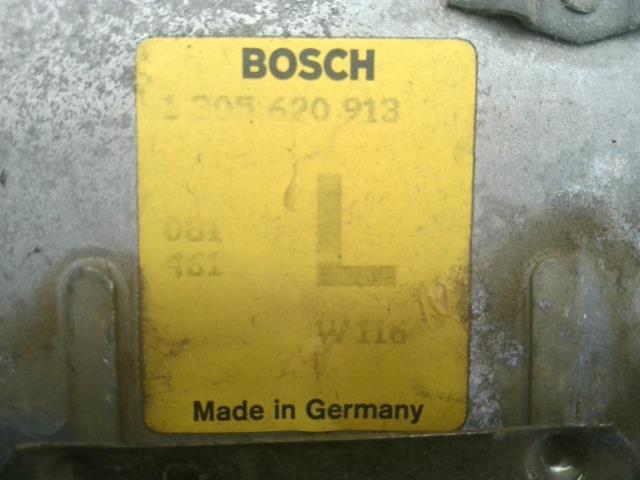 BOSCH
1 305 620 913
L
081
461
W 116
Made in Germany